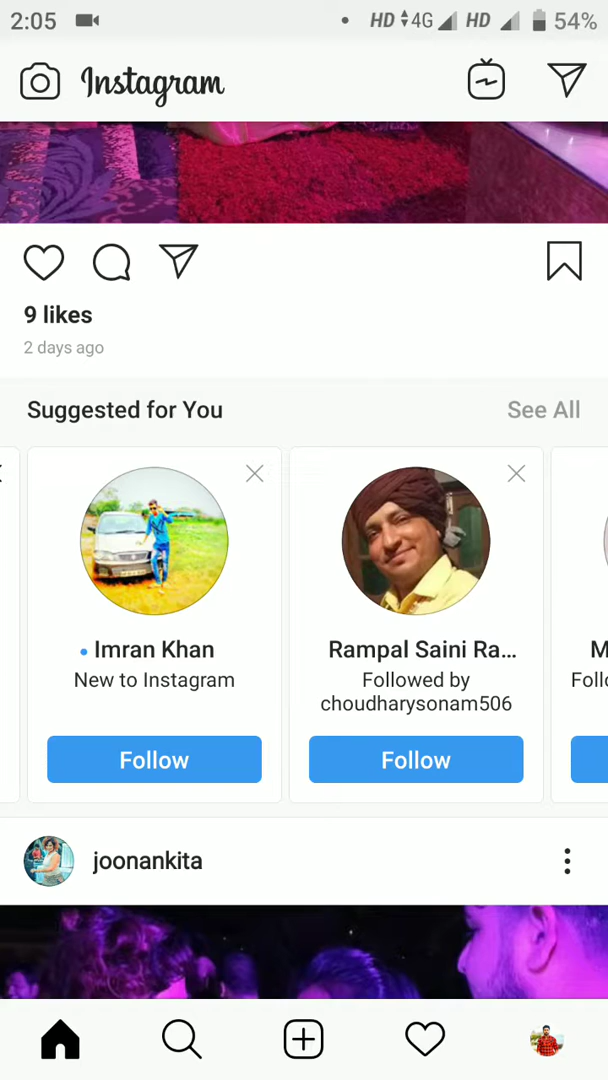 2:05 HD 4G HD 54%
Instagram
9 likes
2 days ago
Suggested for You See All
Imran Khan
New to Instagram
Follow
Rampal Saini Ra...
Followed by
choudharysonam506
Follow
M
Follo
joonankita